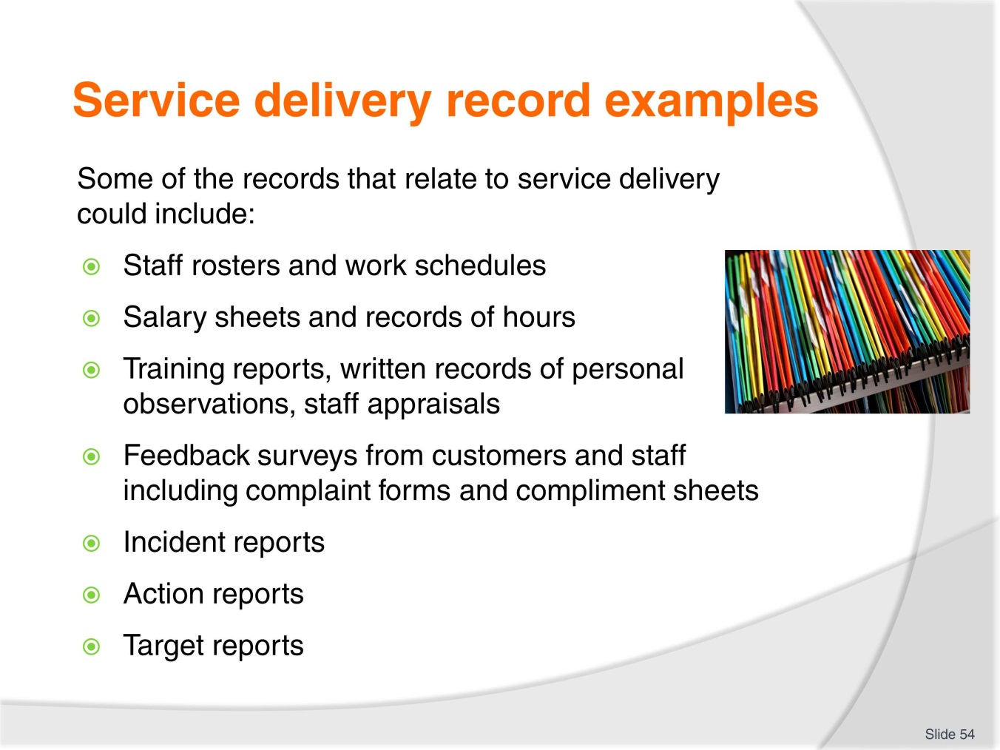 Service delivery record examples
Some of the records that relate to service delivery
could include:
Staff rosters and work schedules
Salary sheets and records of hours
Training reports, written records of personal
observations, staff appraisals
Feedback surveys from customers and staff
including complaint forms and compliment sheets
Incident reports
Action reports
Target reports
Slide 54